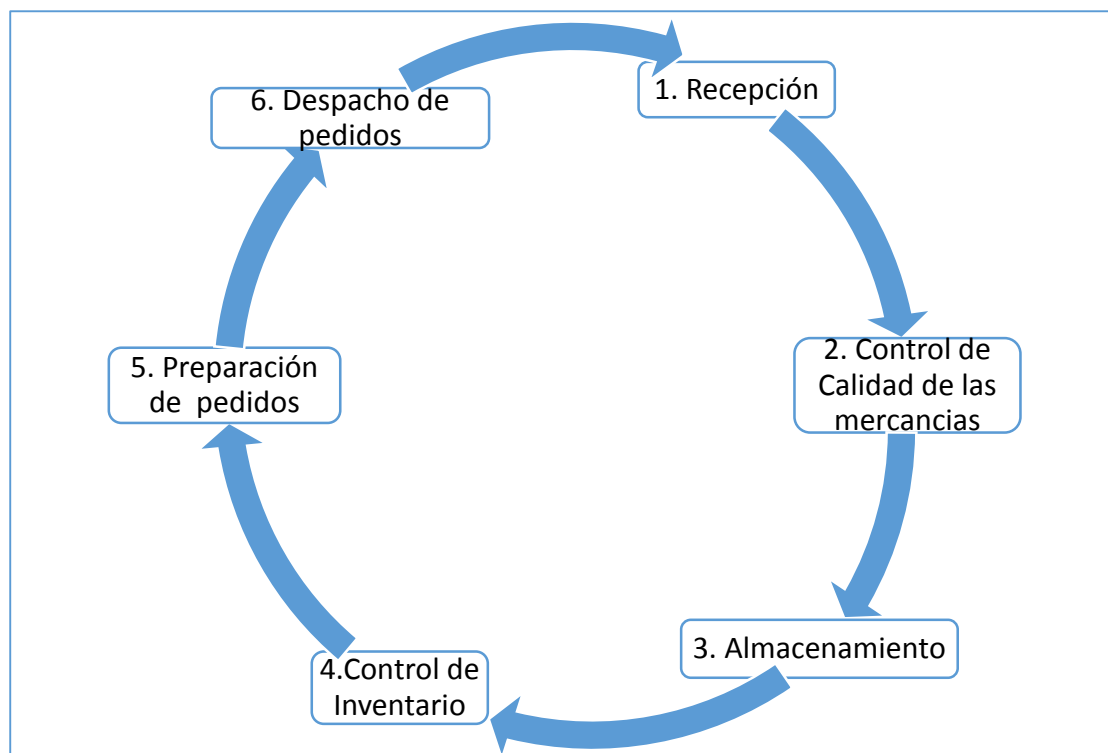 1. Recepción
2. Control de
Calidad de las
mercancias
3. Almacenamiento
4.Control de
Inventario
5. Preparación
de  pedidos
6. Despacho de
pedidos